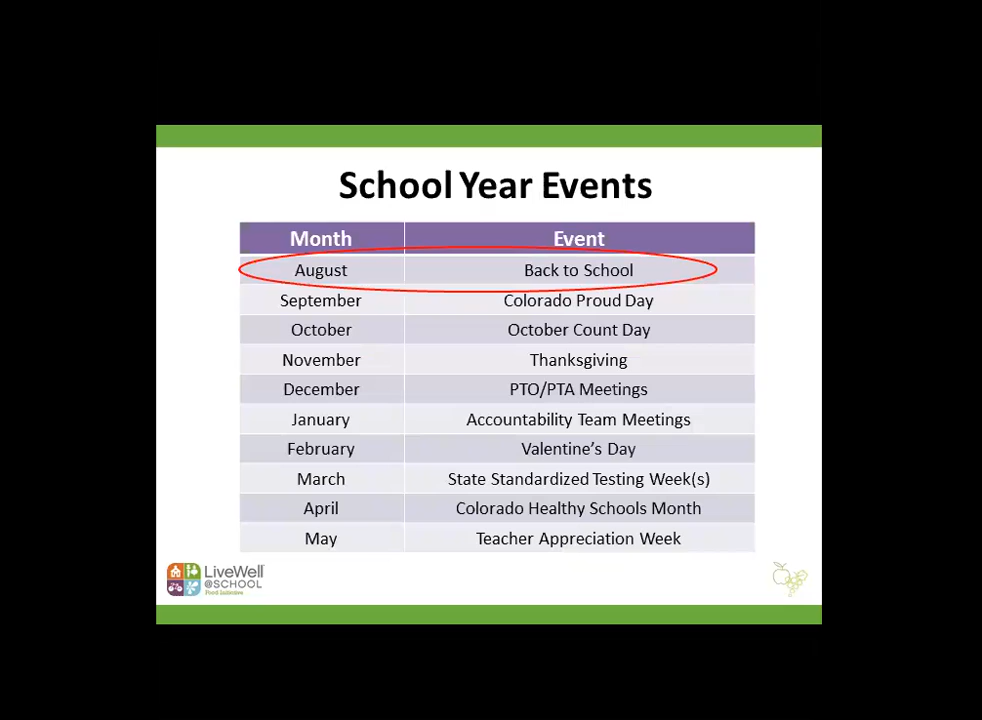 School Year Events
Month Event
August Back to School
September Colorado Proud Day
October October Count Day
November Thanksgiving
December PTO/PTA Meetings
January Accountability Team Meetings
February Valentine's Day
March State Standardized Testing Week(s)
April Colorado Healthy Schools Month
May Teacher Appreciation Week
LiveWell
@SCHOOL
Food Initiative